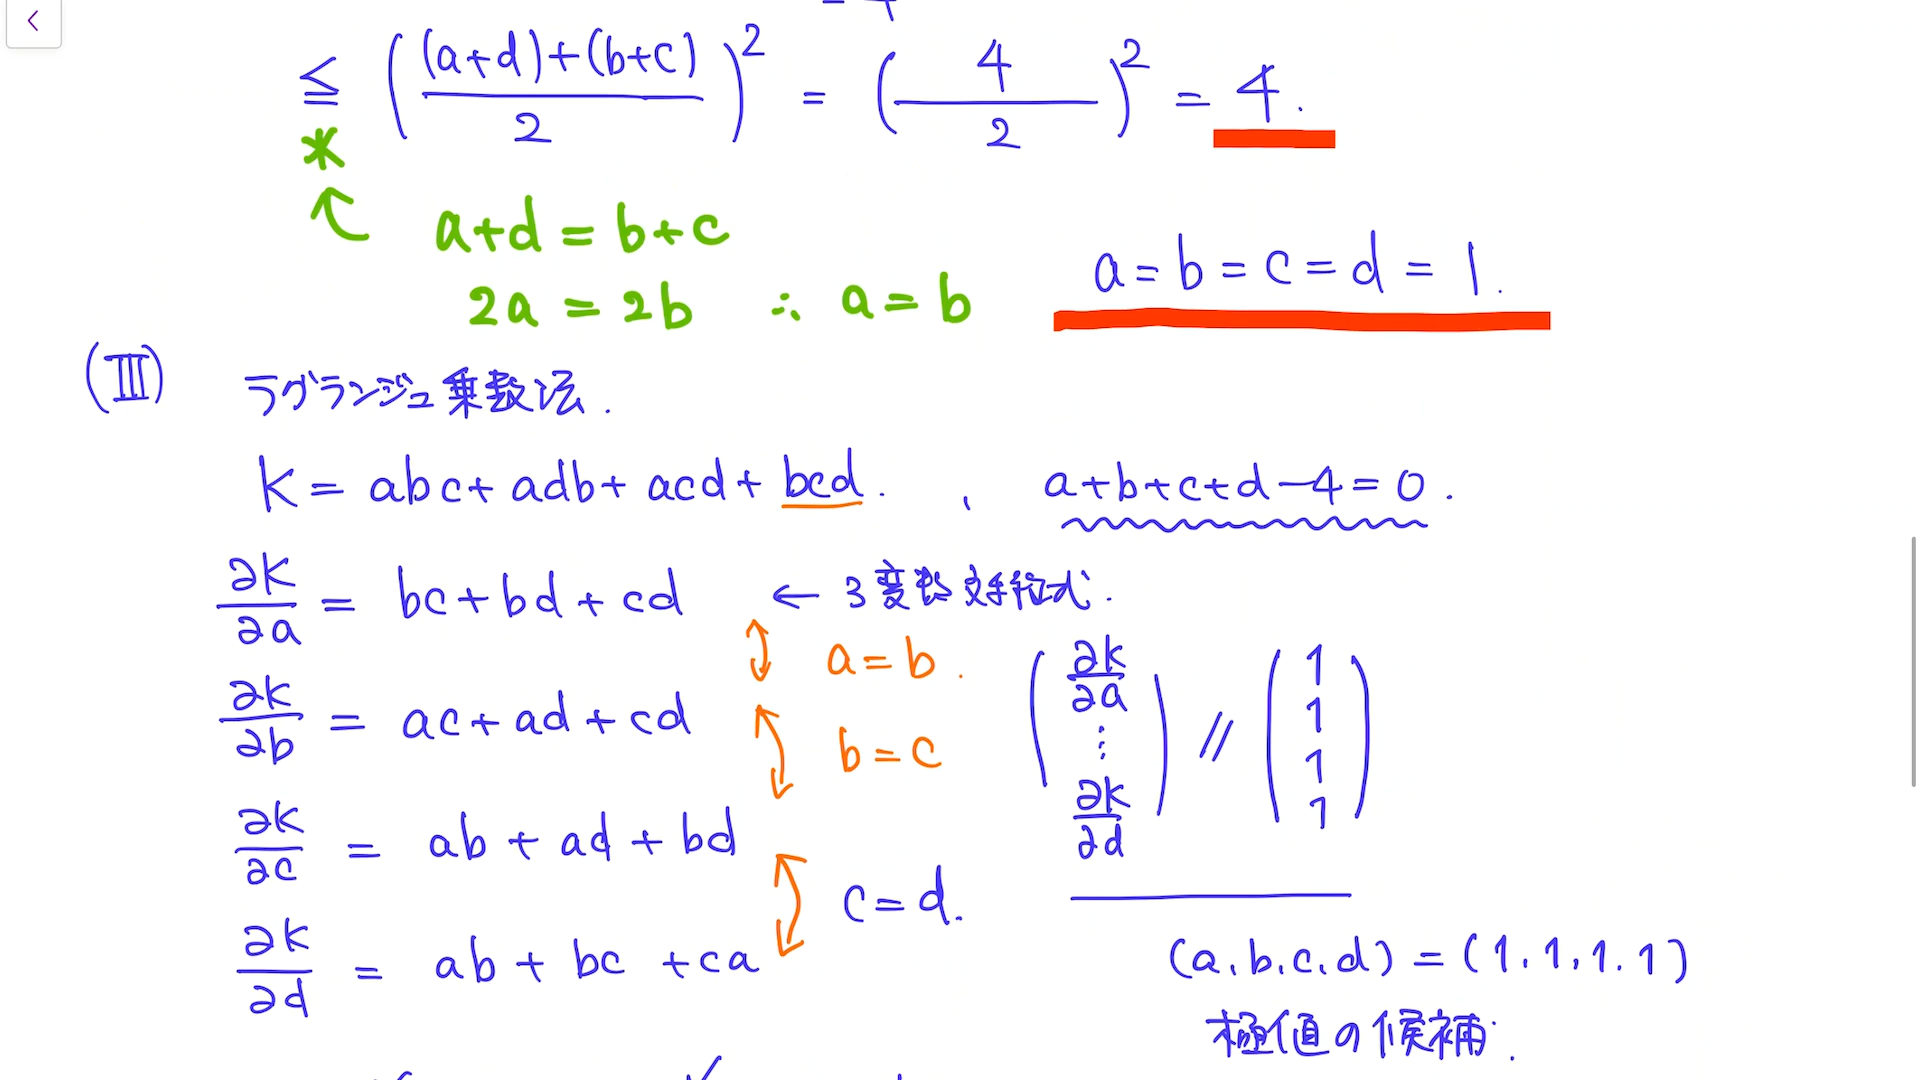 ≦ ( ((a+d)+(b+c))/2 )² = ( 4/2 )² = 4.
*
a+d = b+c
2a = 2b ∴ a = b
a = b = c = d = 1.
(III) ラグランジュ乗数法.
K = abc + adb + acd + bcd. , a+b+c+d-4=0.
∂K/∂a = bc + bd + cd ← 3変数対称式.
a = b.
∂K/∂b = ac + ad + cd
b = c
∂K/∂c = ab + ad + bd
c = d.
∂K/∂d = ab + bc + ca
( ∂K/∂a ⋮ ∂K/∂d ) // ( 1 1 1 1 )
(a,b,c,d) = (1,1,1,1)
極値の候補.